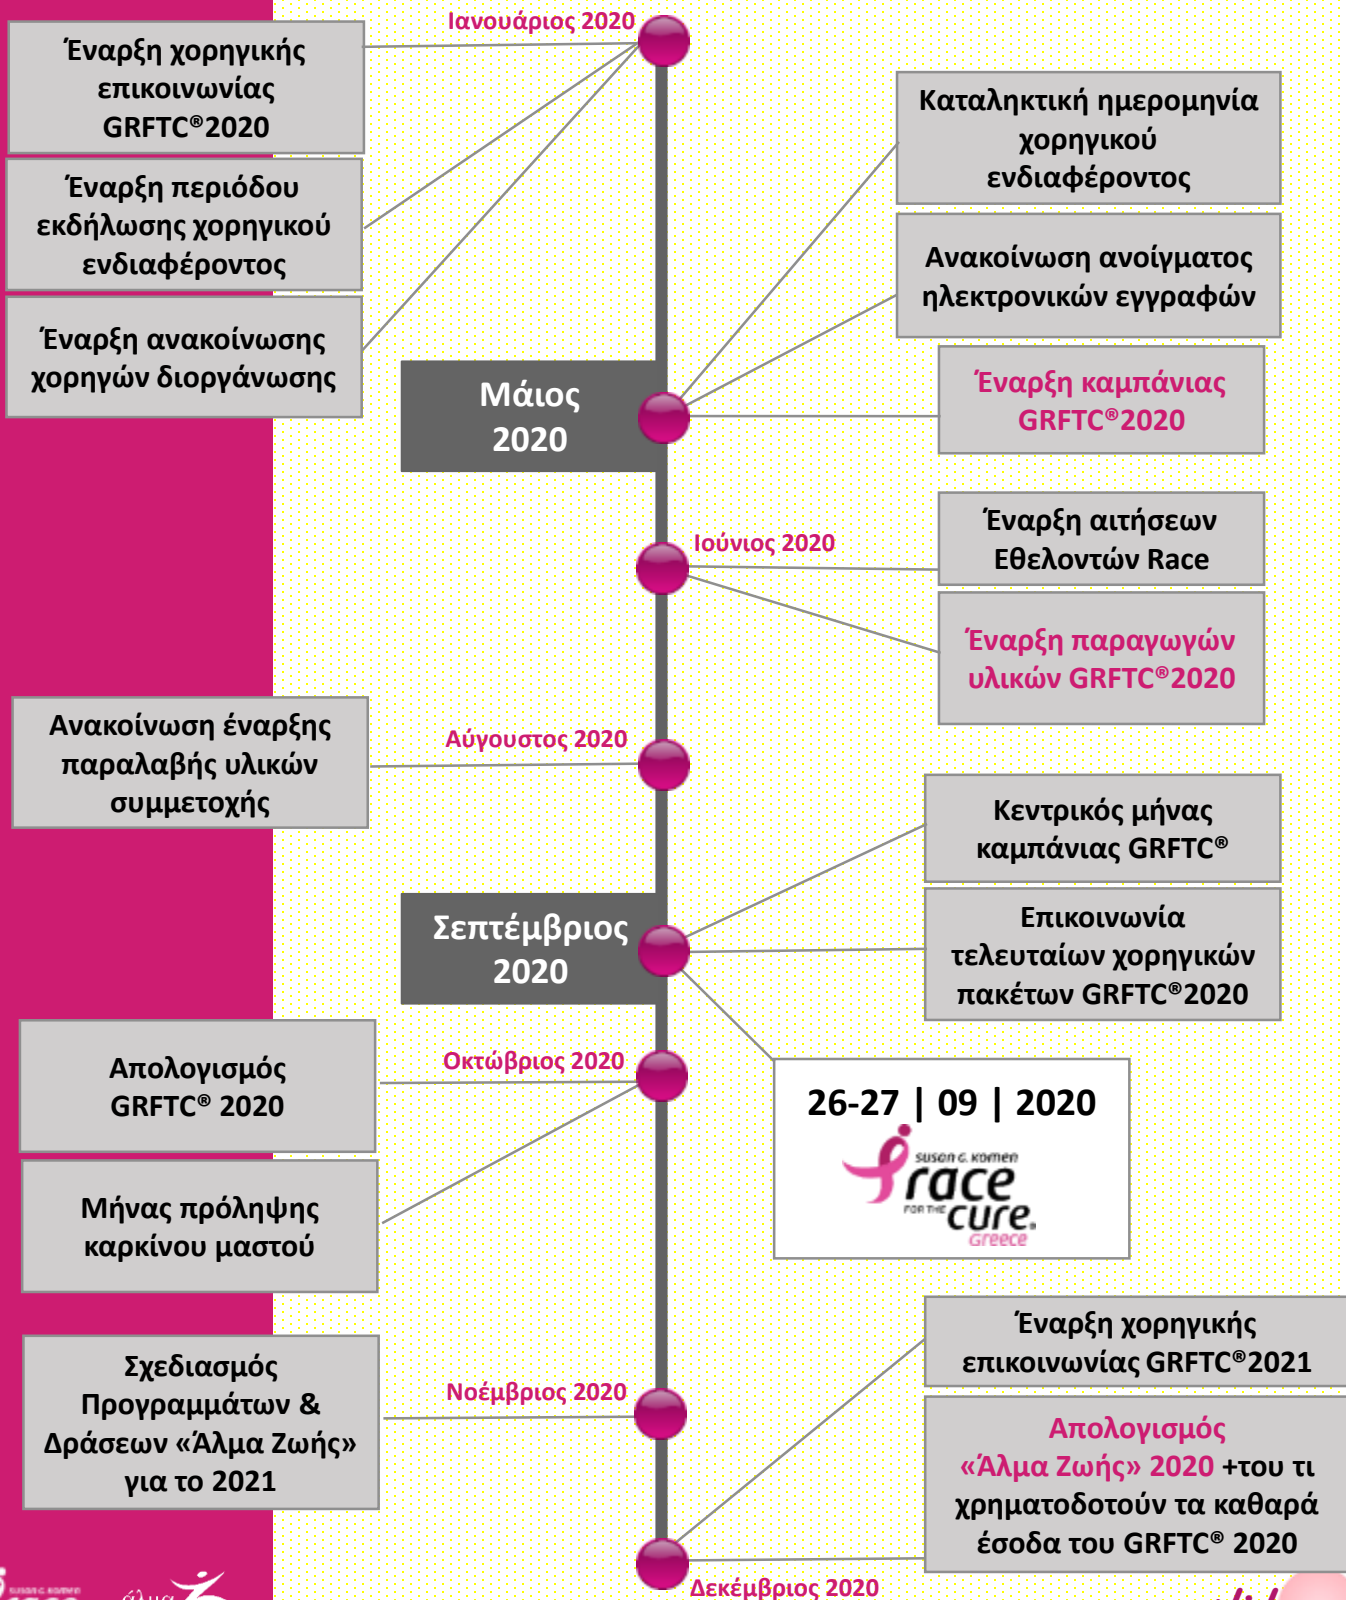 Ιανουάριος 2020
Έναρξη χορηγικής
επικοινωνίας
GRFTC®2020
Έναρξη περιόδου
εκδήλωσης χορηγικού
ενδιαφέροντος
Έναρξη ανακοίνωσης
χορηγών διοργάνωσης
Καταληκτική ημερομηνία
χορηγικού
ενδιαφέροντος
Ανακοίνωση ανοίγματος
ηλεκτρονικών εγγραφών
Έναρξη καμπάνιας
GRFTC®2020
Μάιος
2020
Ιούνιος 2020
Έναρξη αιτήσεων
Εθελοντών Race
Έναρξη παραγωγών
υλικών GRFTC®2020
Αύγουστος 2020
Ανακοίνωση έναρξης
παραλαβής υλικών
συμμετοχής
Κεντρικός μήνας
καμπάνιας GRFTC®
Σεπτέμβριος
2020
Επικοινωνία
τελευταίων χορηγικών
πακέτων GRFTC®2020
26-27 | 09 | 2020
susan g. komen
race
FOR THE
cure.
Greece
Οκτώβριος 2020
Απολογισμός
GRFTC® 2020
Μήνας πρόληψης
καρκίνου μαστού
Νοέμβριος 2020
Σχεδιασμός
Προγραμμάτων &
Δράσεων «Άλμα Ζωής»
για το 2021
Έναρξη χορηγικής
επικοινωνίας GRFTC®2021
Απολογισμός
«Άλμα Ζωής» 2020 +του τι
χρηματοδοτούν τα καθαρά
έσοδα του GRFTC® 2020
Δεκέμβριος 2020
susan g. komen
άλμα